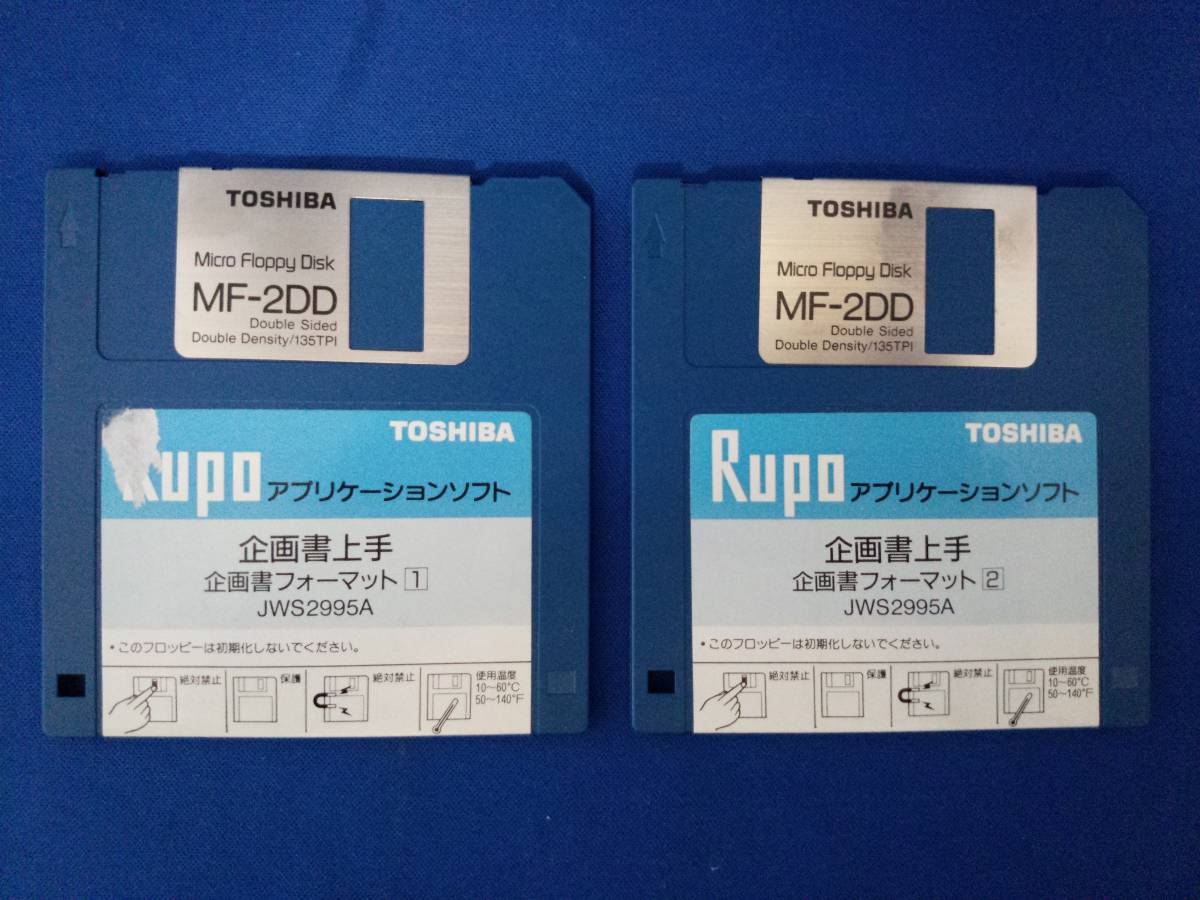 TOSHIBA
Micro Floppy Disk
MF-2DD
Double Sided
Double Density/135TPI
TOSHIBA
Rupo アプリケーションソフト
企画書上手
企画書フォーマット 1
JWS2995A
・このフロッピーは初期化しないでください。
絶対禁止 保護 絶対禁止 使用温度
10~60°C
50~140°F
TOSHIBA
Micro Floppy Disk
MF-2DD
Double Sided
Double Density/135TPI
TOSHIBA
Rupo アプリケーションソフト
企画書上手
企画書フォーマット 2
JWS2995A
・このフロッピーは初期化しないでください。
絶対禁止 保護 絶対禁止 使用温度
10~60°C
50~140°F